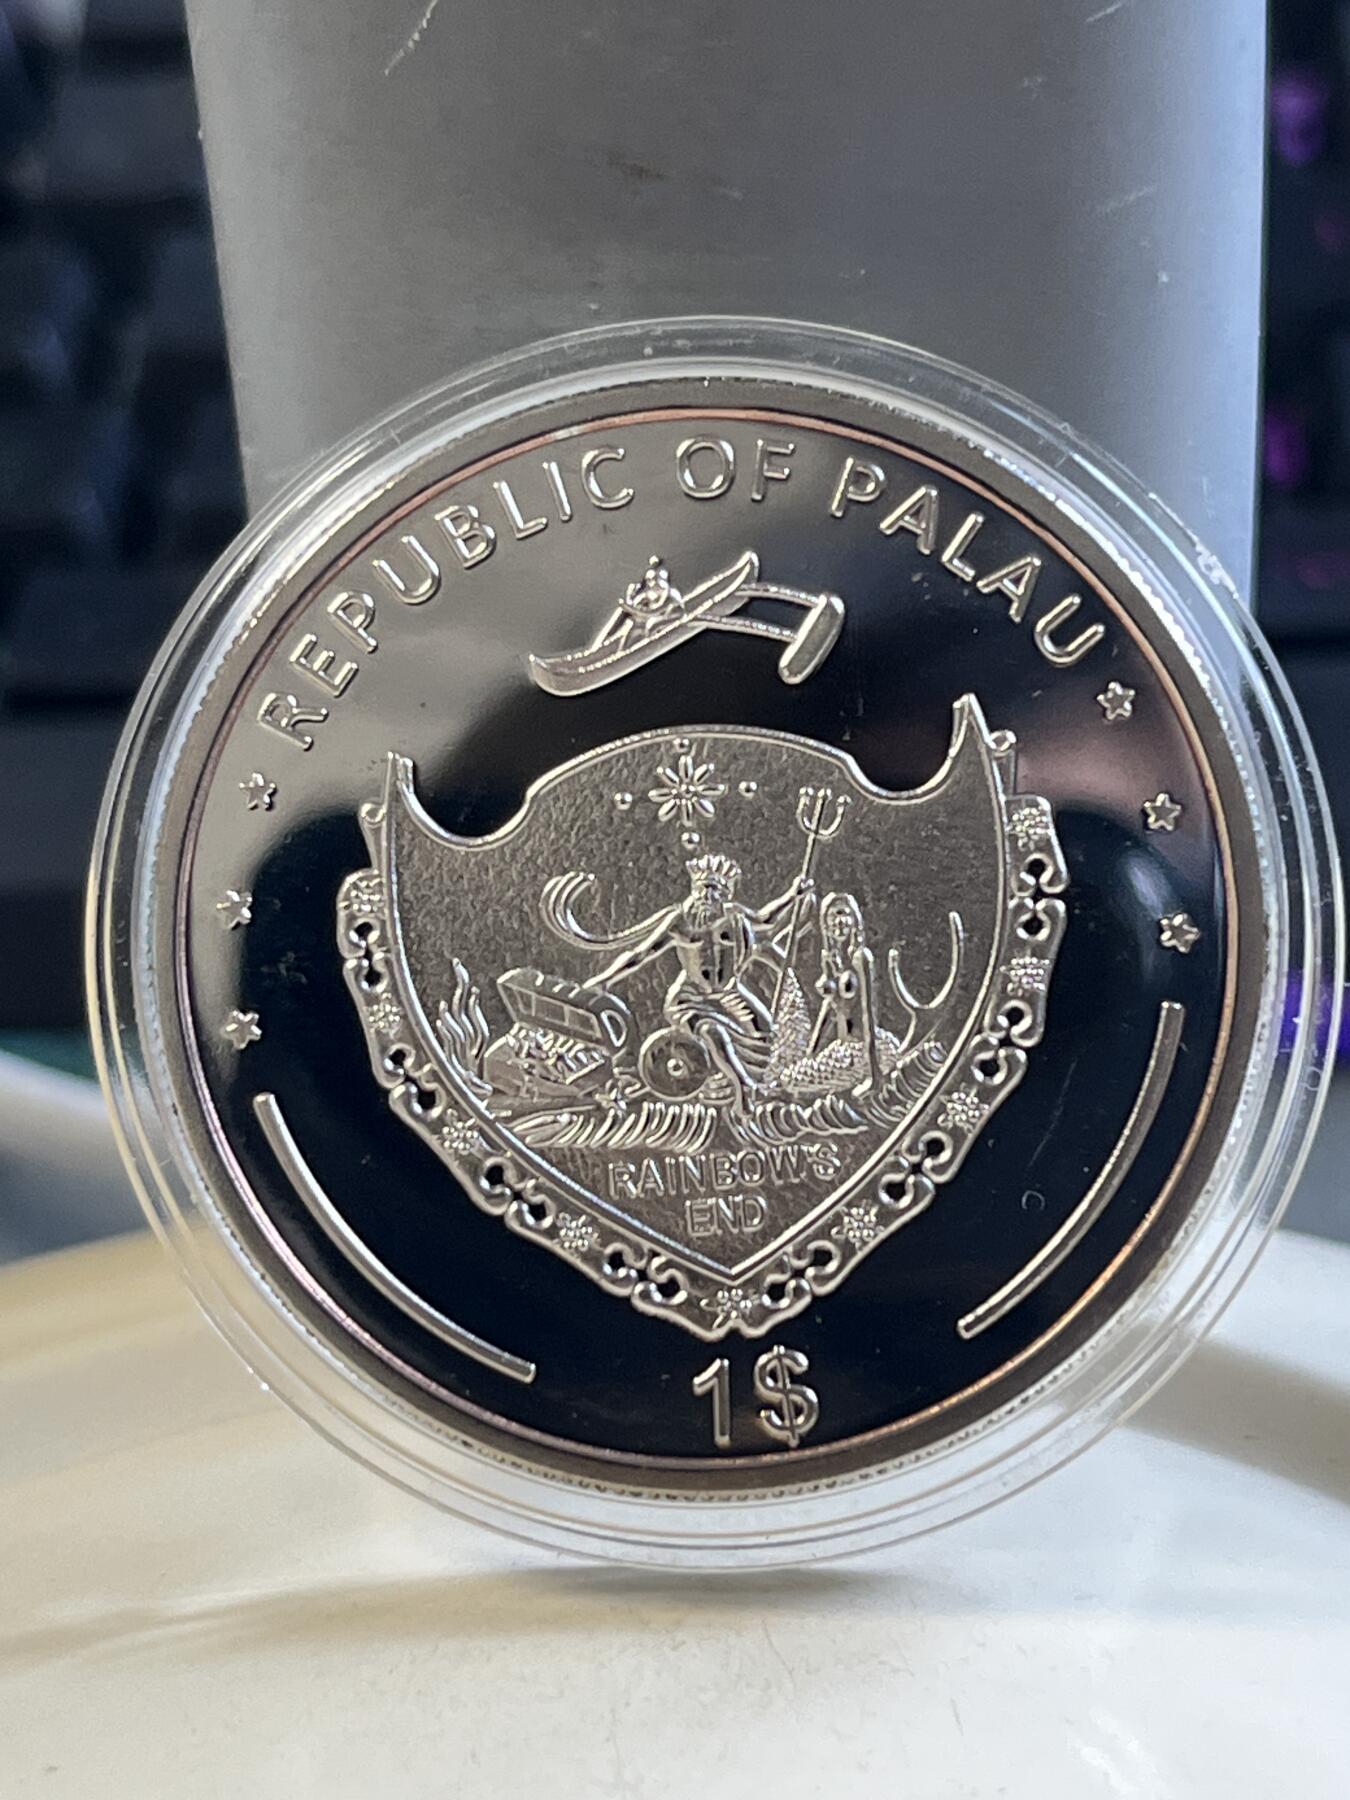 REPUBLIC OF PALAU
RAINBOW'S
END
1$